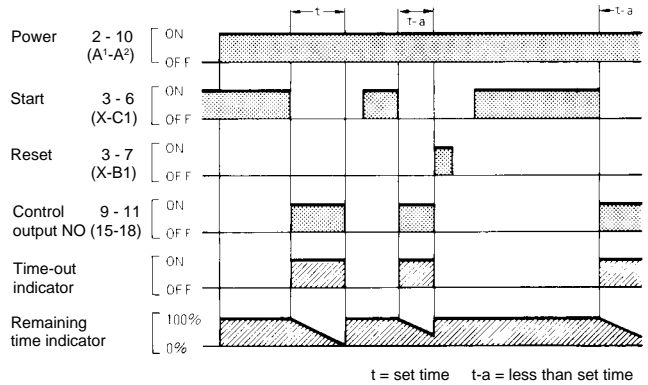 t
t-a
t-a
Power 2 - 10
(A¹-A²)
ON
OFF
Start 3 - 6
(X-C1)
ON
OFF
Reset 3 - 7
(X-B1)
ON
OFF
Control 9 - 11
output NO (15-18)
ON
OFF
Time-out
indicator
ON
OFF
Remaining
time indicator
100%
0%
t = set time t-a = less than set time